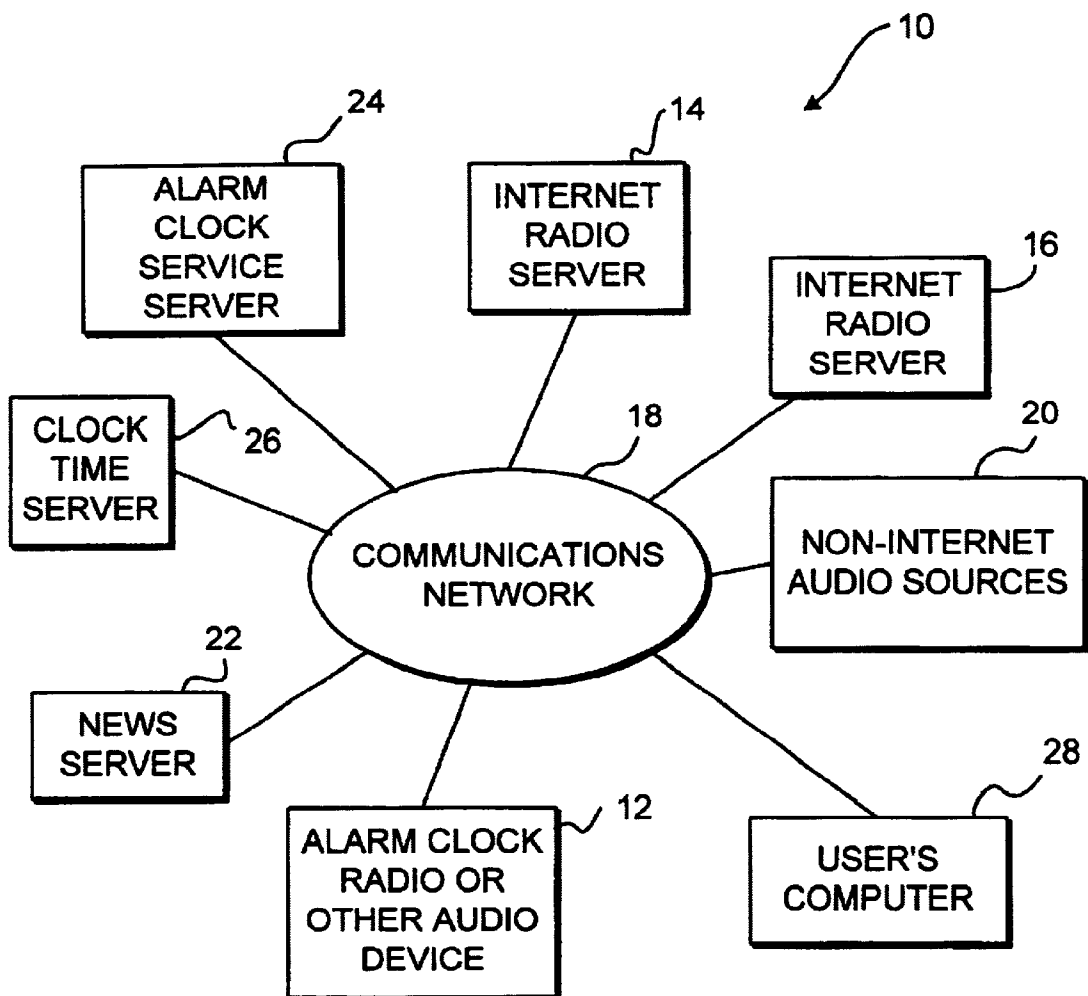 10
24
ALARM
CLOCK
SERVICE
SERVER
14
INTERNET
RADIO
SERVER
16
INTERNET
RADIO
SERVER
26
CLOCK
TIME
SERVER
18
COMMUNICATIONS
NETWORK
20
NON-INTERNET
AUDIO SOURCES
22
NEWS
SERVER
12
ALARM CLOCK
RADIO OR
OTHER AUDIO
DEVICE
28
USER'S
COMPUTER